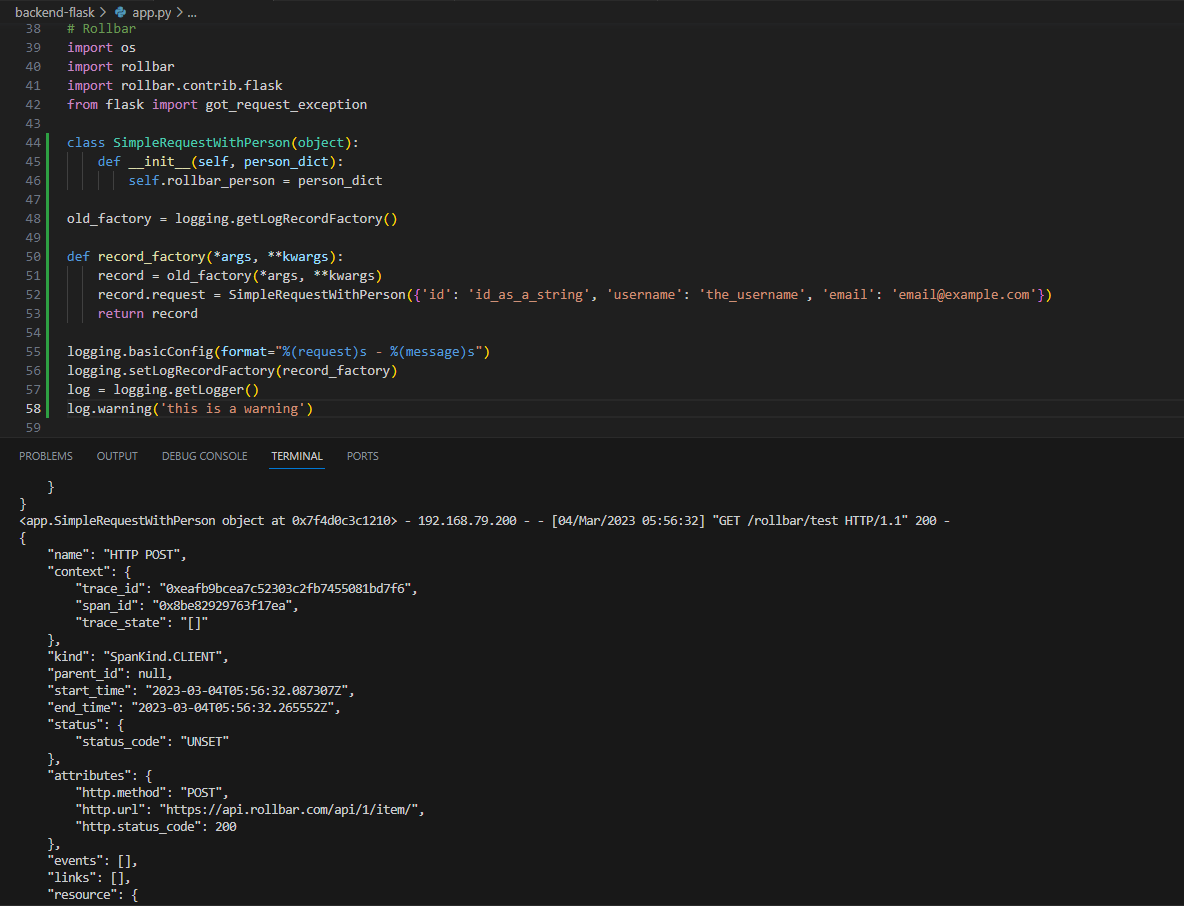 backend-flask > app.py > ...
38 # Rollbar
39 import os
40 import rollbar
41 import rollbar.contrib.flask
42 from flask import got_request_exception
43
44 class SimpleRequestWithPerson(object):
45     def __init__(self, person_dict):
46         self.rollbar_person = person_dict
47
48 old_factory = logging.getLogRecordFactory()
49
50 def record_factory(*args, **kwargs):
51     record = old_factory(*args, **kwargs)
52     record.request = SimpleRequestWithPerson({'id': 'id_as_a_string', 'username': 'the_username', 'email': 'email@example.com'})
53     return record
54
55 logging.basicConfig(format="%(request)s - %(message)s")
56 logging.setLogRecordFactory(record_factory)
57 log = logging.getLogger()
58 log.warning('this is a warning')
59
PROBLEMS OUTPUT DEBUG CONSOLE TERMINAL PORTS
    }
}
<app.SimpleRequestWithPerson object at 0x7f4d0c3c1210> - 192.168.79.200 - - [04/Mar/2023 05:56:32] "GET /rollbar/test HTTP/1.1" 200 -
{
    "name": "HTTP POST",
    "context": {
        "trace_id": "0xeafb9bcea7c52303c2fb7455081bd7f6",
        "span_id": "0x8be82929763f17ea",
        "trace_state": "[]"
    },
    "kind": "SpanKind.CLIENT",
    "parent_id": null,
    "start_time": "2023-03-04T05:56:32.087307Z",
    "end_time": "2023-03-04T05:56:32.265552Z",
    "status": {
        "status_code": "UNSET"
    },
    "attributes": {
        "http.method": "POST",
        "http.url": "https://api.rollbar.com/api/1/item/",
        "http.status_code": 200
    },
    "events": [],
    "links": [],
    "resource": {